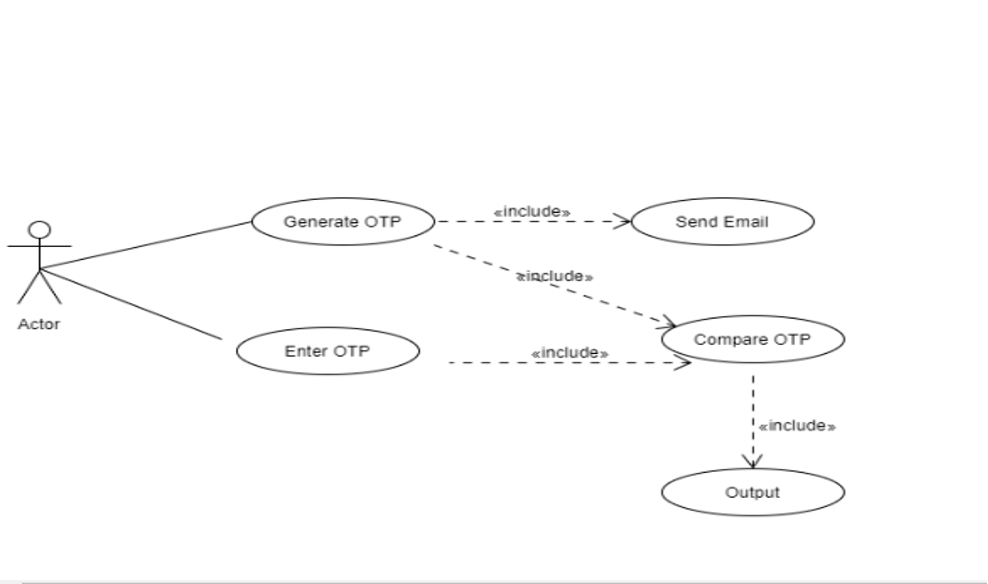 «include»
Generate OTP
Send Email
«include»
Actor
Compare OTP
Enter OTP
«include»
«include»
Output